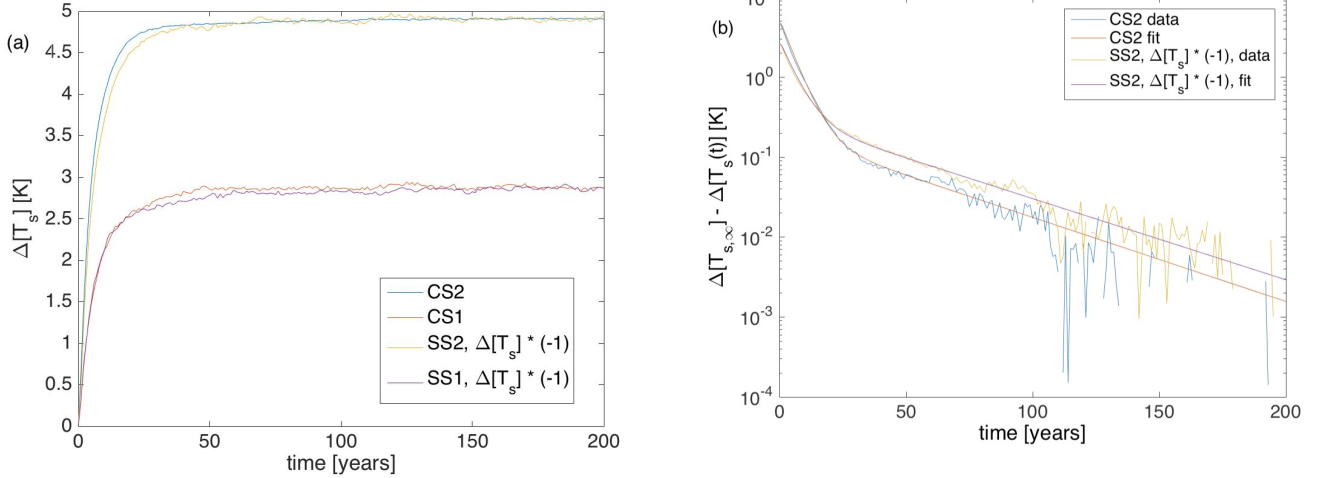 (a)
Δ[T_s] [K]
5
4.5
4
3.5
3
2.5
2
1.5
1
0.5
0
0 50 100 150 200
time [years]
CS2
CS1
SS2, Δ[T_s] * (-1)
SS1, Δ[T_s] * (-1)
(b)
Δ[T_s,∞] - Δ[T_s(t)] [K]
10
10^0
10^-1
10^-2
10^-3
10^-4
0 50 100 150 200
time [years]
CS2 data
CS2 fit
SS2, Δ[T_s] * (-1), data
SS2, Δ[T_s] * (-1), fit